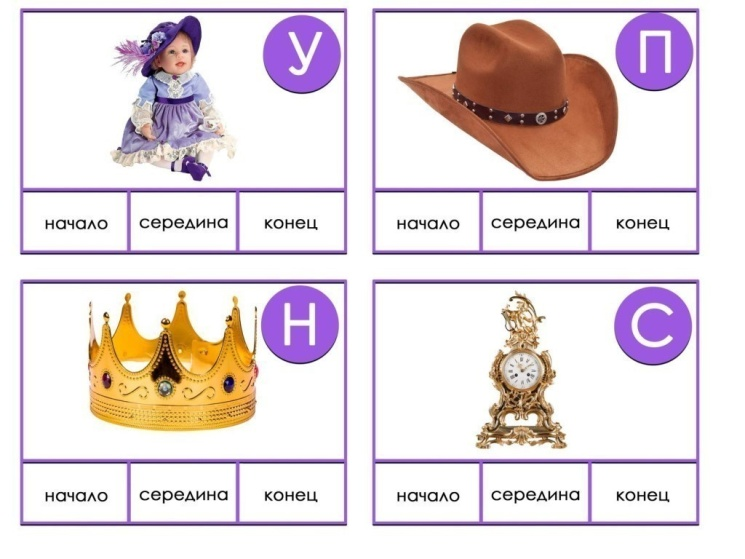 У
П
начало середина конец
начало середина конец
Н
С
начало середина конец
начало середина конец